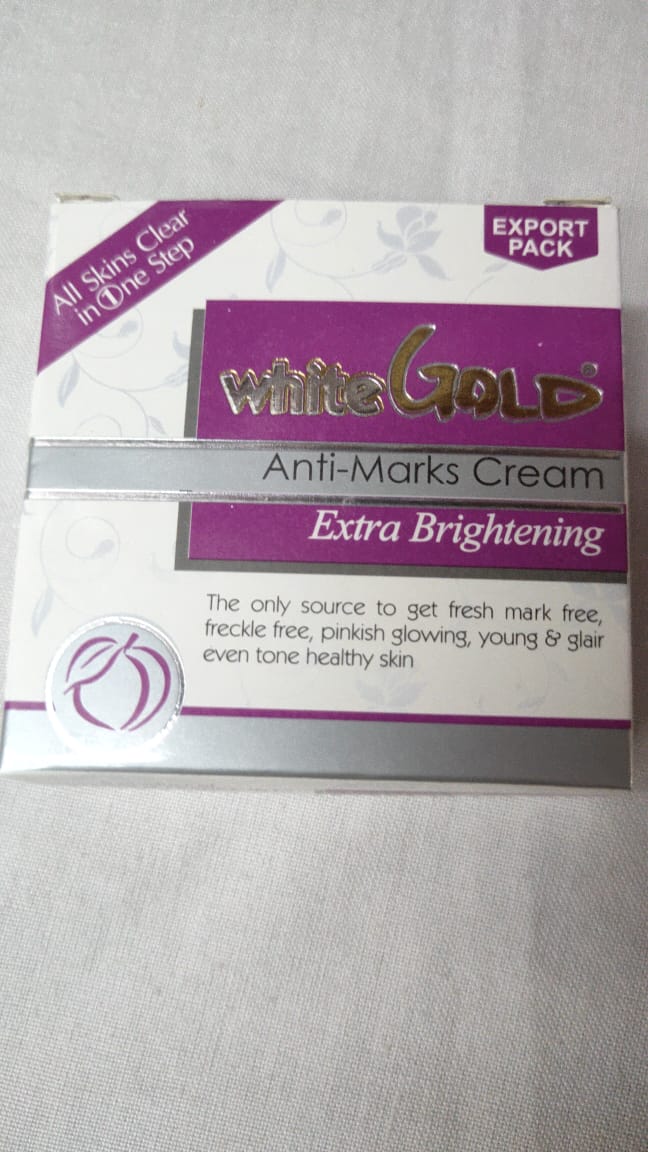 All Skins Clear
in 1 One Step
EXPORT
PACK
white GOLD®
Anti-Marks Cream
Extra Brightening
The only source to get fresh mark free,
freckle free, pinkish glowing, young & glair
even tone healthy skin